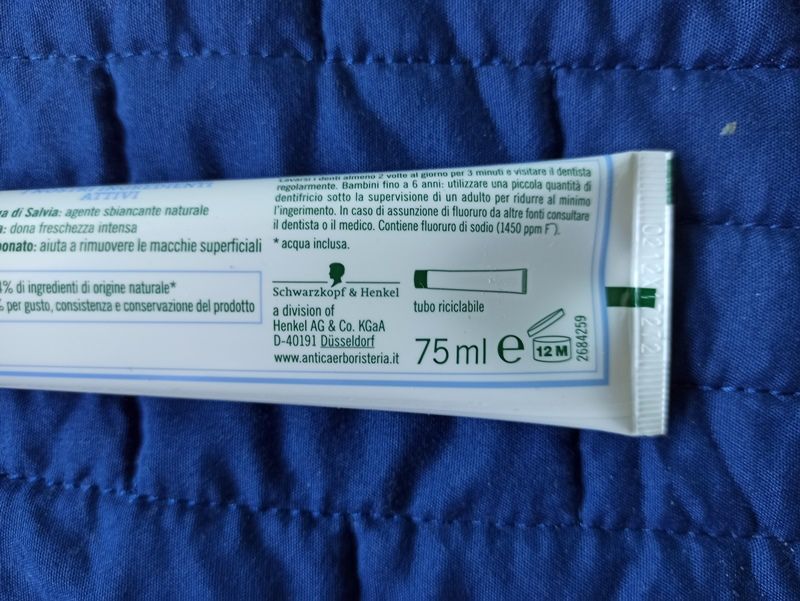 ATTIVI
di Salvia: agente sbiancante naturale
dona freschezza intensa
aiuta a rimuovere le macchie superficiali
% di ingredienti di origine naturale*
per gusto, consistenza e conservazione del prodotto
Lavarsi i denti almeno 2 volte al giorno per 3 minuti e visitare il dentista
regolarmente. Bambini fino a 6 anni: utilizzare una piccola quantità di
dentifricio sotto la supervisione di un adulto per ridurre al minimo
l'ingerimento. In caso di assunzione di fluoruro da altre fonti consultare
il dentista o il medico. Contiene fluoruro di sodio (1450 ppm F⁻).
* acqua inclusa.
Schwarzkopf & Henkel
a division of
Henkel AG & Co. KGaA
D-40191 Düsseldorf
www.anticaerboristeria.it
tubo riciclabile
75 ml e
12 M
2684259